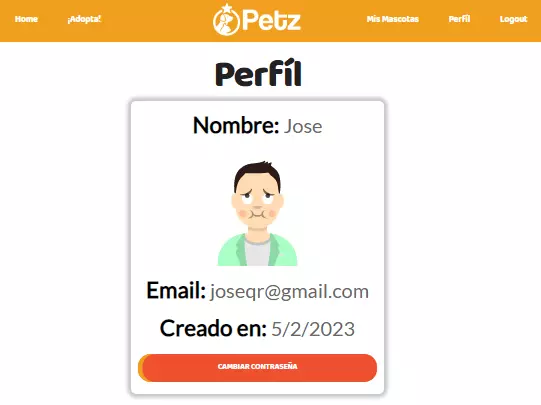 Home ¡Adopta! Petz Mis Mascotas Perfíl Logout
Perfíl
Nombre: Jose
Email: joseqr@gmail.com
Creado en: 5/2/2023
CAMBIAR CONTRASEÑA